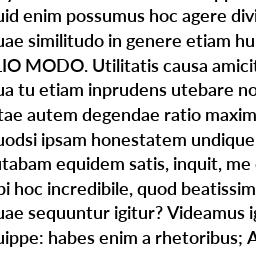 uid enim possumus hoc agere divi
uae similitudo in genere etiam hu
LIO MODO. Utilitatis causa amicit
ua tu etiam inprudens utebare no
tae autem degendae ratio maxim
uodsi ipsam honestatem undique
utabam equidem satis, inquit, me
bi hoc incredibile, quod beatissim
uae sequuntur igitur? Videamus ig
uippe: habes enim a rhetoribus; A